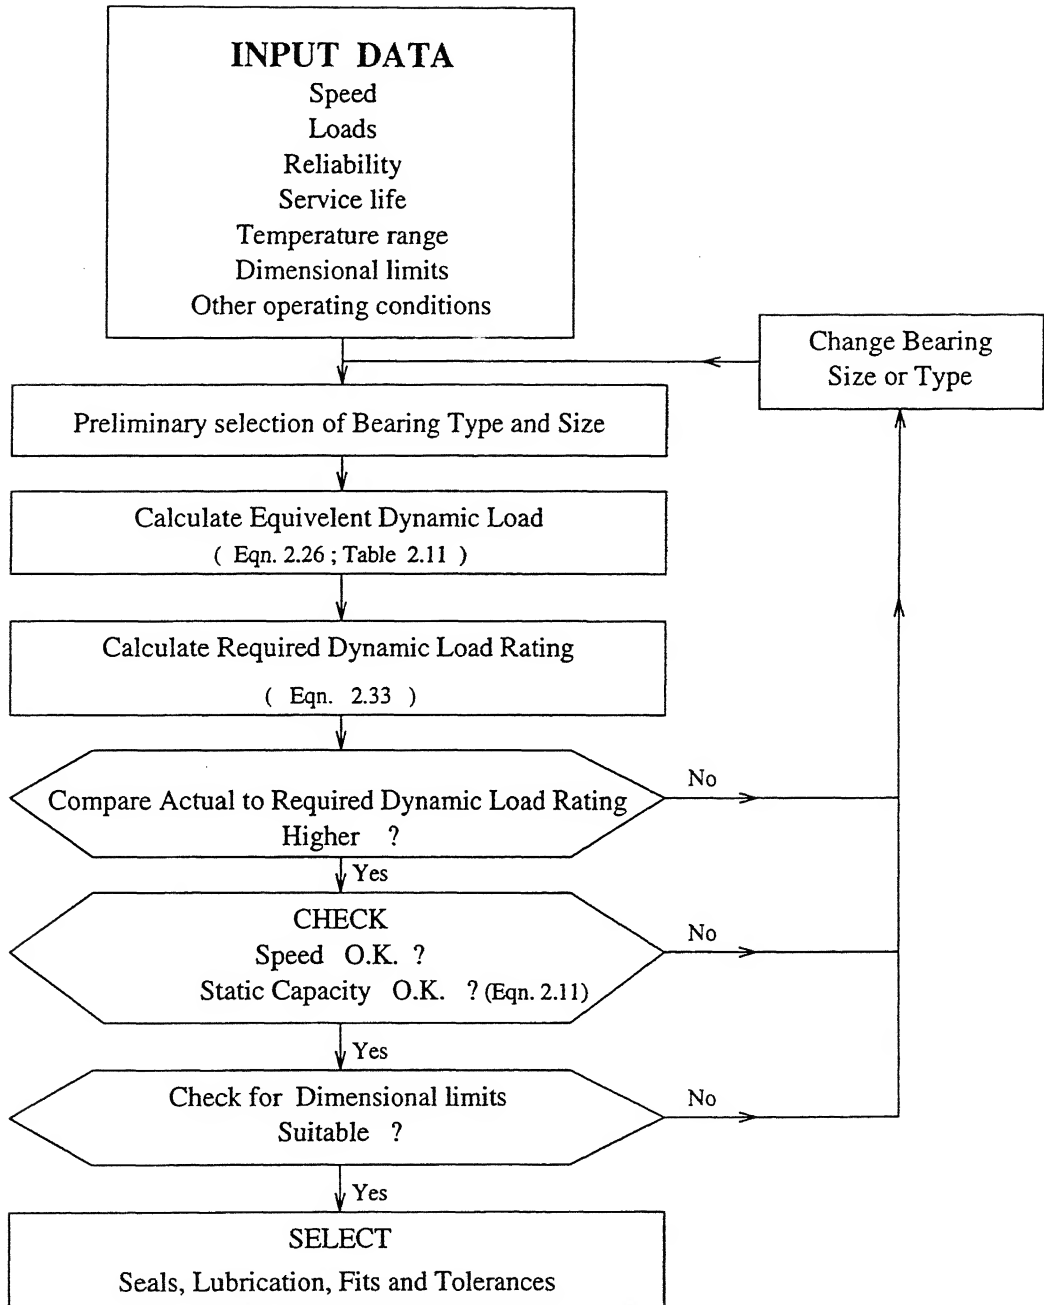 INPUT DATA
Speed
Loads
Reliability
Service life
Temperature range
Dimensional limits
Other operating conditions
Change Bearing
Size or Type
Preliminary selection of Bearing Type and Size
Calculate Equivelent Dynamic Load
( Eqn. 2.26 ; Table 2.11 )
Calculate Required Dynamic Load Rating
( Eqn. 2.33 )
No
Compare Actual to Required Dynamic Load Rating
Higher ?
Yes
CHECK
No
Speed O.K. ?
Static Capacity O.K. ? (Eqn. 2.11)
Yes
Check for Dimensional limits
No
Suitable ?
Yes
SELECT
Seals, Lubrication, Fits and Tolerances